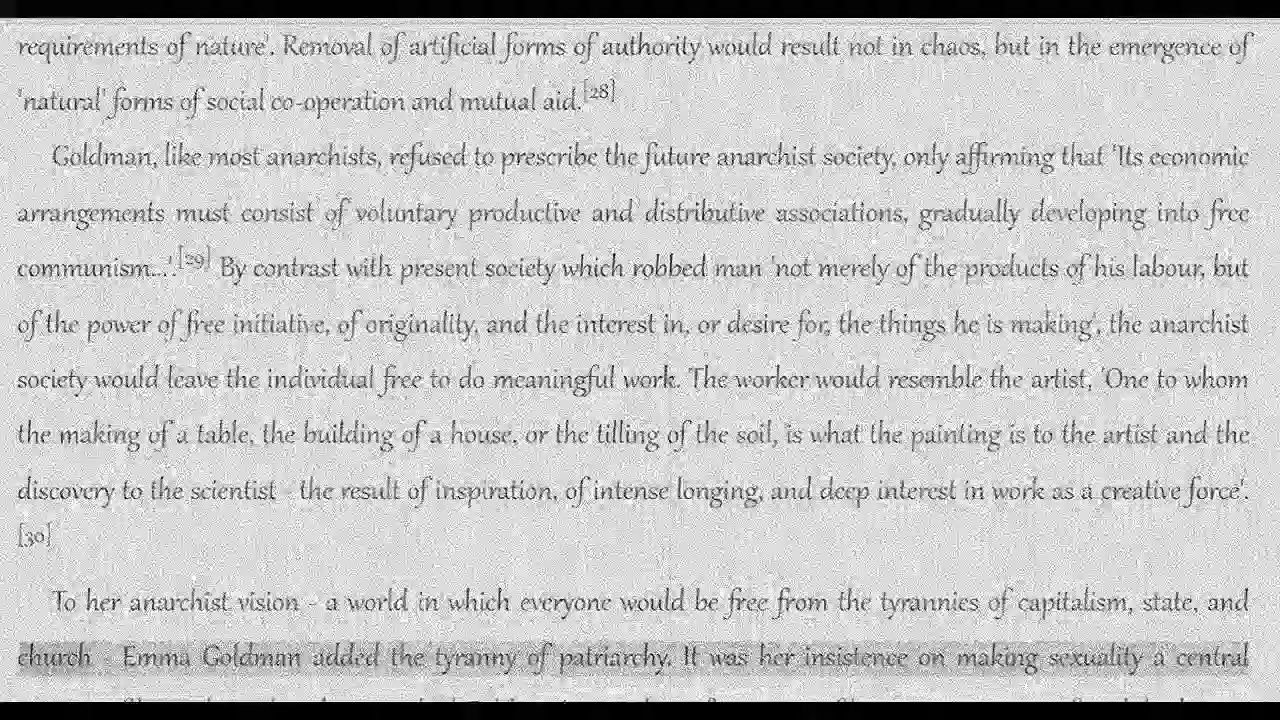 requirements of nature'. Removal of artificial forms of authority would result not in chaos, but in the emergence of
'natural' forms of social co-operation and mutual aid.[28]
Goldman, like most anarchists, refused to prescribe the future anarchist society, only affirming that 'Its economic
arrangements must consist of voluntary productive and distributive associations, gradually developing into free
communism...'.[29] By contrast with present society which robbed man 'not merely of the products of his labour, but
of the power of free initiative, of originality, and the interest in, or desire for, the things he is making', the anarchist
society would leave the individual free to do meaningful work. The worker would resemble the artist, 'One to whom
the making of a table, the building of a house, or the tilling of the soil, is what the painting is to the artist and the
discovery to the scientist - the result of inspiration, of intense longing, and deep interest in work as a creative force'.
[30]
To her anarchist vision - a world in which everyone would be free from the tyrannies of capitalism, state, and
church - Emma Goldman added the tyranny of patriarchy. It was her insistence on making sexuality a central